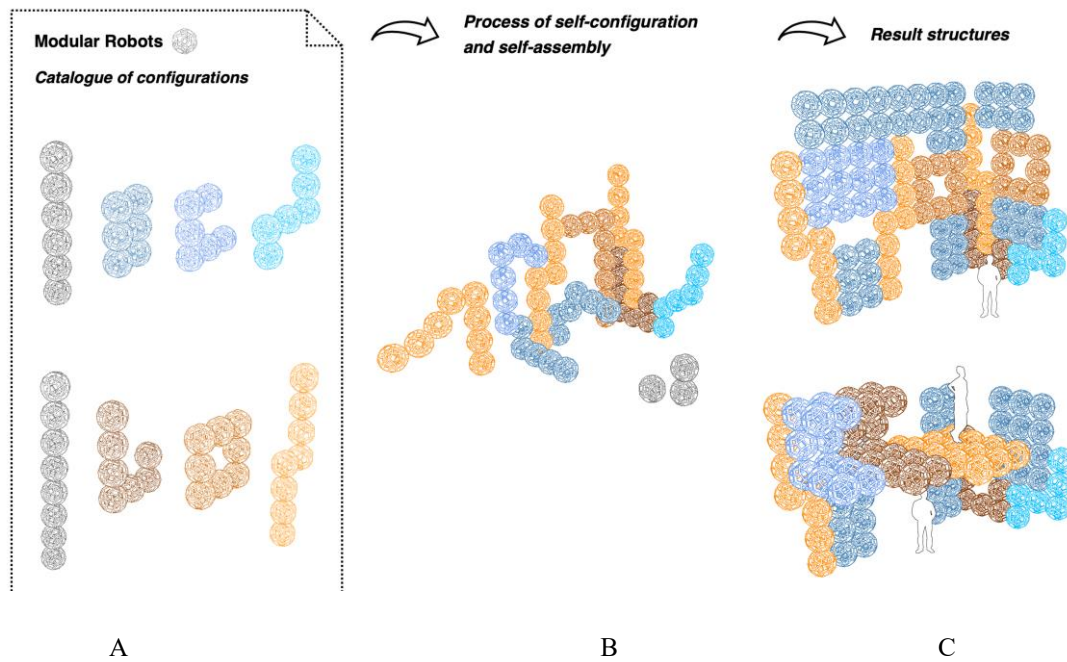 Modular Robots
Catalogue of configurations
Process of self-configuration
and self-assembly
Result structures
A
B
C